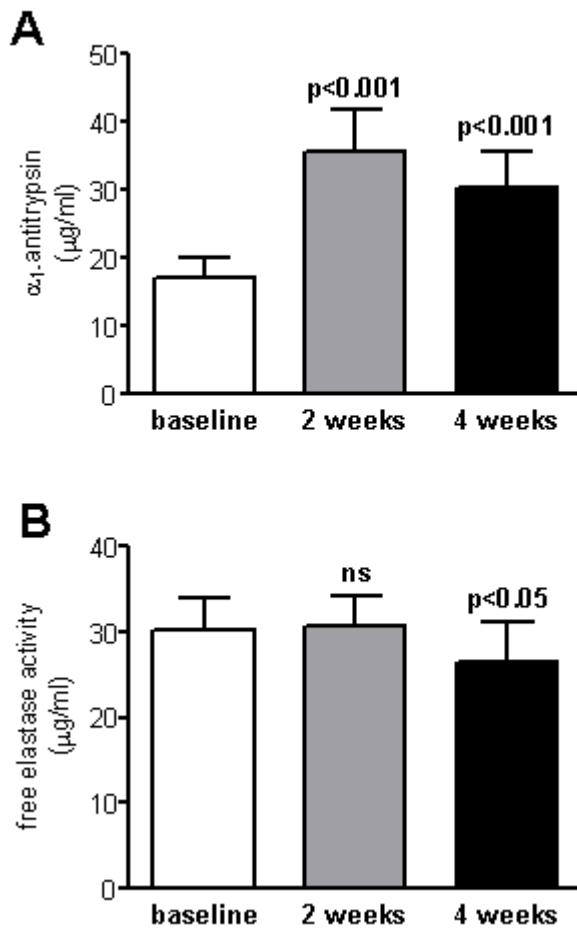 A
50
40
30
20
10
0
α1-antitrypsin
(μg/ml)
p<0.001
p<0.001
baseline 2 weeks 4 weeks
B
40
30
20
10
0
free elastase activity
(μg/ml)
ns
p<0.05
baseline 2 weeks 4 weeks